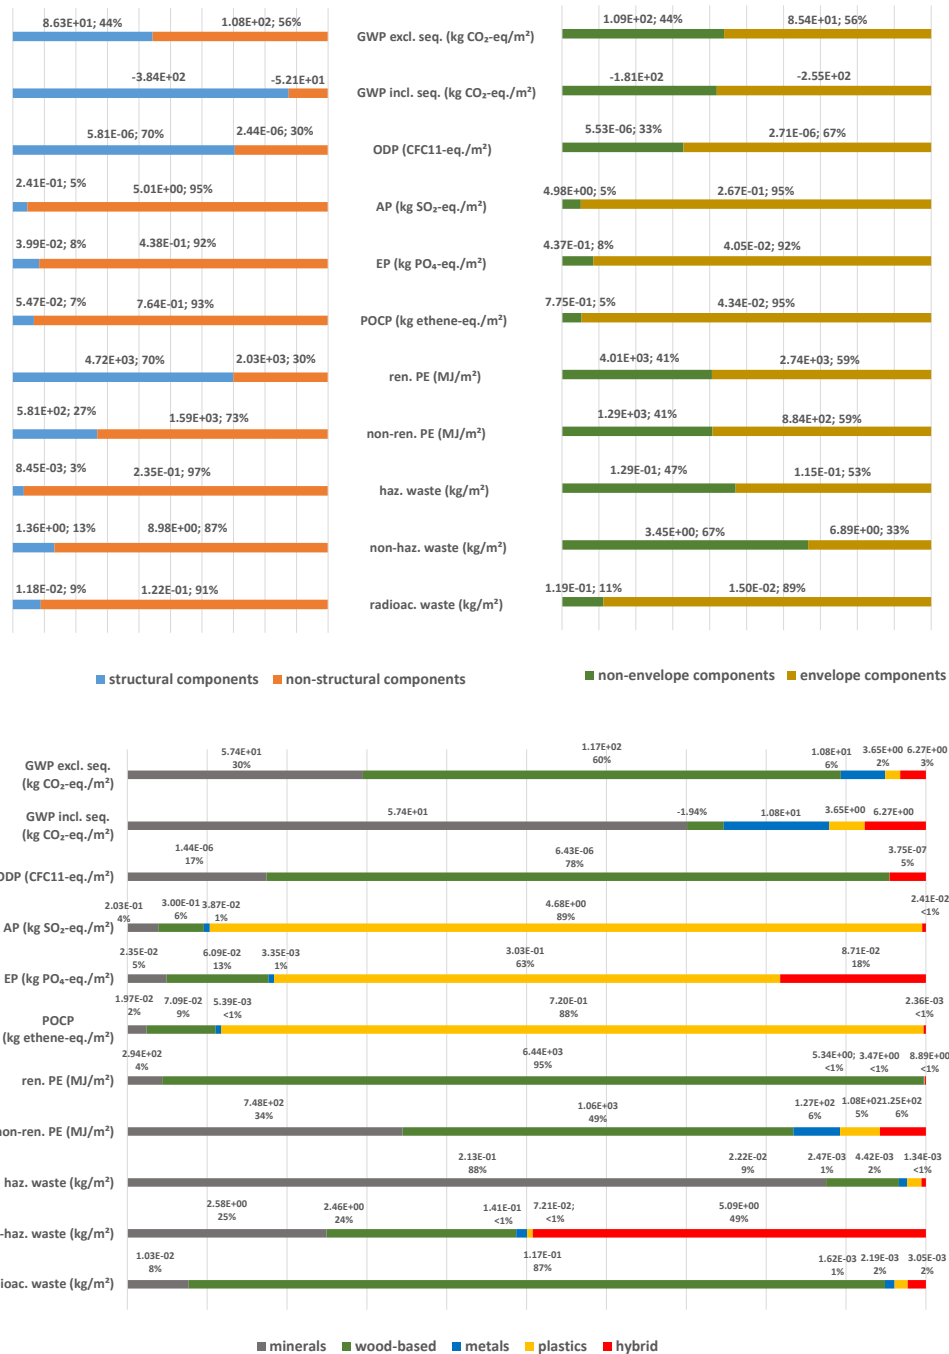 8.63E+01; 44% 1.08E+02; 56% GWP excl. seq. (kg CO₂-eq/m²) 1.09E+02; 44% 8.54E+01; 56%
-3.84E+02 -5.21E+01 GWP incl. seq. (kg CO₂-eq./m²) -1.81E+02 -2.55E+02
5.81E-06; 70% 2.44E-06; 30% ODP (CFC11-eq./m²) 5.53E-06; 33% 2.71E-06; 67%
2.41E-01; 5% 5.01E+00; 95% AP (kg SO₂-eq./m²) 4.98E+00; 5% 2.67E-01; 95%
3.99E-02; 8% 4.38E-01; 92% EP (kg PO₄-eq./m²) 4.37E-01; 8% 4.05E-02; 92%
5.47E-02; 7% 7.64E-01; 93% POCP (kg ethene-eq./m²) 7.75E-01; 5% 4.34E-02; 95%
4.72E+03; 70% 2.03E+03; 30% ren. PE (MJ/m²) 4.01E+03; 41% 2.74E+03; 59%
5.81E+02; 27% 1.59E+03; 73% non-ren. PE (MJ/m²) 1.29E+03; 41% 8.84E+02; 59%
8.45E-03; 3% 2.35E-01; 97% haz. waste (kg/m²) 1.29E-01; 47% 1.15E-01; 53%
1.36E+00; 13% 8.98E+00; 87% non-haz. waste (kg/m²) 3.45E+00; 67% 6.89E+00; 33%
1.18E-02; 9% 1.22E-01; 91% radioac. waste (kg/m²) 1.19E-01; 11% 1.50E-02; 89%
structural components non-structural components non-envelope components envelope components
5.74E+01 1.17E+02 1.08E+01 3.65E+00 6.27E+00
GWP excl. seq. 30% 60% 6% 2% 3%
(kg CO₂-eq./m²)
GWP incl. seq. 5.74E+01 -1.94% 1.08E+01 3.65E+00 6.27E+00
(kg CO₂-eq./m²)
1.44E-06 6.43E-06 3.75E-07
ODP (CFC11-eq./m²) 17% 78% 5%
2.03E-01 3.00E-01 3.87E-02 4.68E+00 2.41E-02
AP (kg SO₂-eq./m²) 4% 6% 1% 89% <1%
2.35E-02 6.09E-02 3.35E-03 3.03E-01 8.71E-02
EP (kg PO₄-eq./m²) 5% 13% 1% 63% 18%
1.97E-02 7.09E-02 5.39E-03 7.20E-01 2.36E-03
POCP 2% 9% <1% 88% <1%
(kg ethene-eq./m²)
2.94E+02 6.44E+03 5.34E+00; 3.47E+00 8.89E+00
ren. PE (MJ/m²) 4% 95% <1% <1% <1%
7.48E+02 1.06E+03 1.27E+02 1.08E+02 1.25E+02
non-ren. PE (MJ/m²) 34% 49% 6% 5% 6%
2.13E-01 2.22E-02 2.47E-03 4.42E-03 1.34E-03
haz. waste (kg/m²) 88% 9% 1% 2% <1%
2.58E+00 2.46E+00 1.41E-01 7.21E-02; 5.09E+00
-haz. waste (kg/m²) 25% 24% <1% <1% 49%
1.03E-02 1.17E-01 1.62E-03 2.19E-03 3.05E-03
dioac. waste (kg/m²) 8% 87% 1% 2% 2%
minerals wood-based metals plastics hybrid